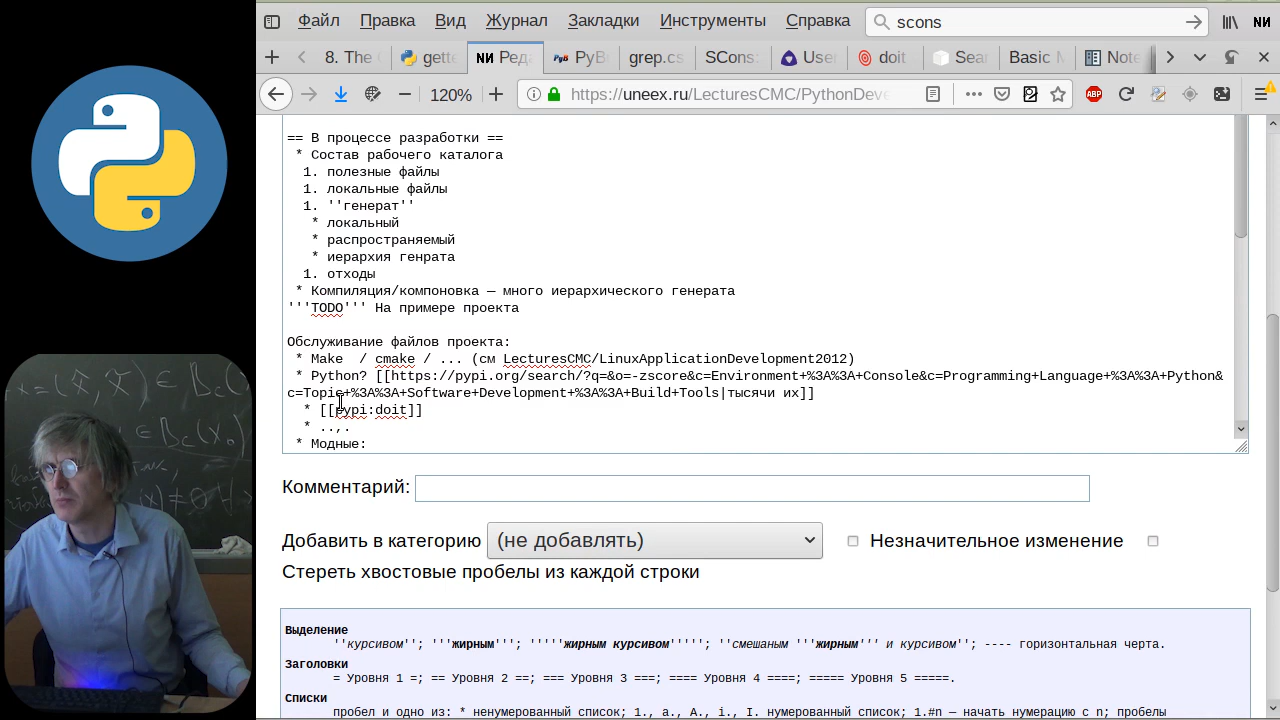 Файл Правка Вид Журнал Закладки Инструменты Справка scons
8. The gette Реда PyB grep.cs SCons: User doit Sear Basic Note
120% https://uneex.ru/LecturesCMC/PythonDeve ABP
== В процессе разработки ==
* Состав рабочего каталога
1. полезные файлы
1. локальные файлы
1. ''генерат''
* локальный
* распространяемый
* иерархия генрата
1. отходы
* Компиляция/компоновка — много иерархического генерата
'''TODO''' На примере проекта
Обслуживание файлов проекта:
* Make / cmake / ... (см LecturesCMC/LinuxApplicationDevelopment2012)
* Python? [[https://pypi.org/search/?q=&o=-zscore&c=Environment+%3A%3A+Console&c=Programming+Language+%3A%3A+Python&
c=Topic+%3A%3A+Software+Development+%3A%3A+Build+Tools|тысячи их]]
* [[pypi:doit]]
* ..,.
* Модные:
Комментарий:
Добавить в категорию (не добавлять) Незначительное изменение
Стереть хвостовые пробелы из каждой строки
Выделение
''курсивом''; '''жирным'''; '''''жирным курсивом'''''; ''смешаным '''жирным''' и курсивом''; ---- горизонтальная черта.
Заголовки
= Уровня 1 =; == Уровня 2 ==; === Уровня 3 ===; ==== Уровня 4 ====; ===== Уровня 5 =====.
Списки
пробел и одно из: * ненумерованный список; 1., a., A., i., I. нумерованный список; 1.#n — начать нумерацию с n; пробелы